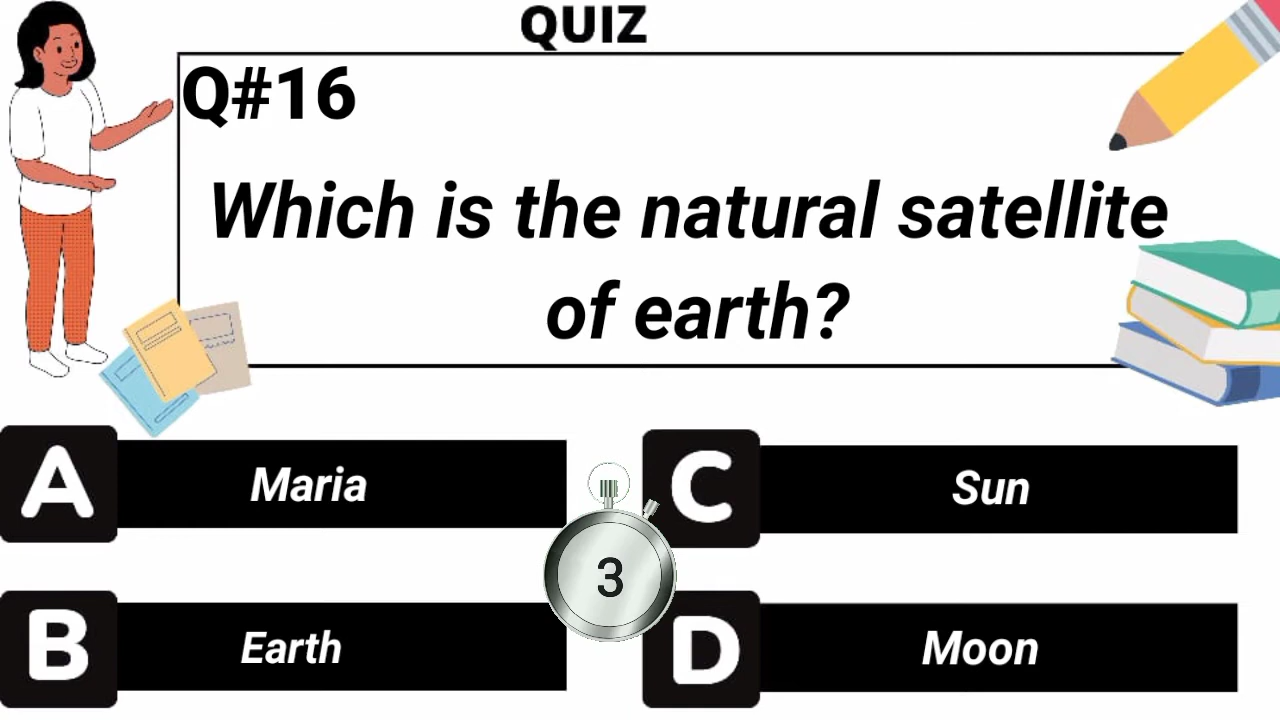 QUIZ
Q#16
Which is the natural satellite
of earth?
A
Maria
C
Sun
3
B
Earth
D
Moon